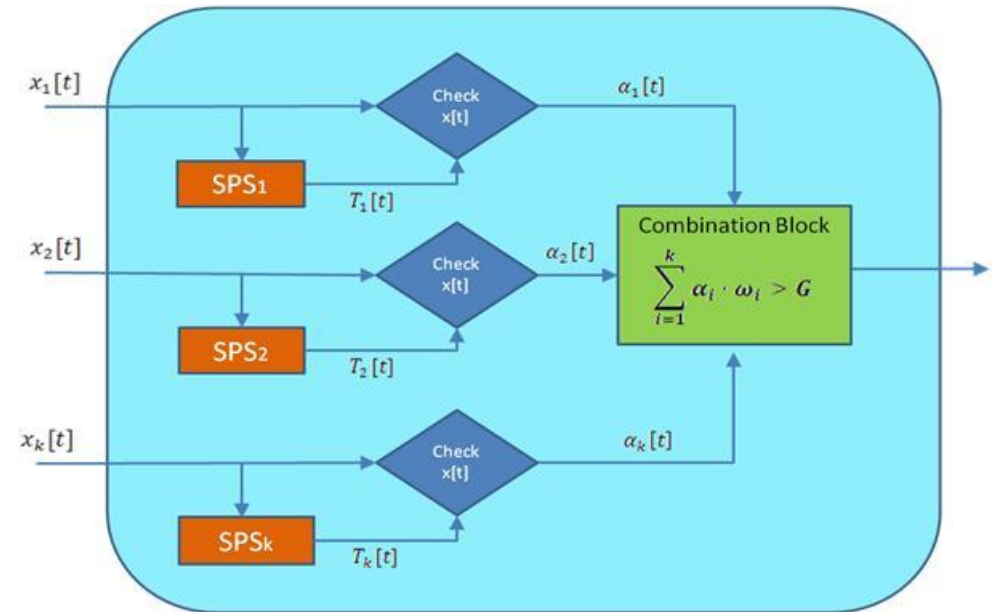 x₁[t]
Check
x[t]
α₁[t]
SPS₁
T₁[t]
x₂[t]
Check
x[t]
α₂[t]
SPS₂
T₂[t]
Combination Block
k
∑ αᵢ · ωᵢ > G
i=1
xₖ[t]
Check
x[t]
αₖ[t]
SPSₖ
Tₖ[t]